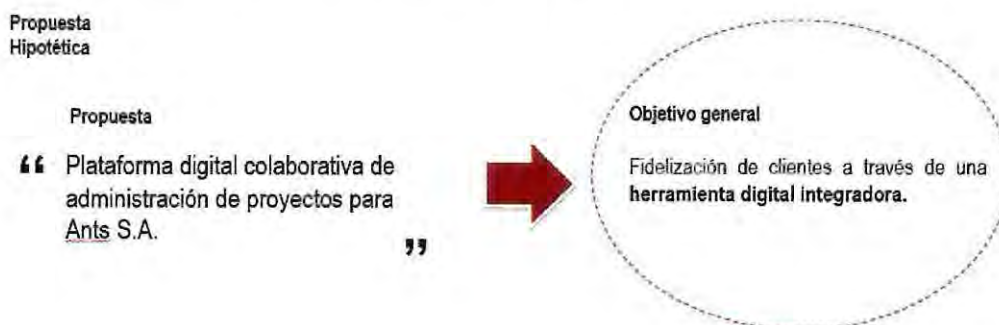 Propuesta
Hipotética
Propuesta
“ Plataforma digital colaborativa de
administración de proyectos para
Ants S.A. ”
Objetivo general
Fidelización de clientes a través de una
herramienta digital integradora.